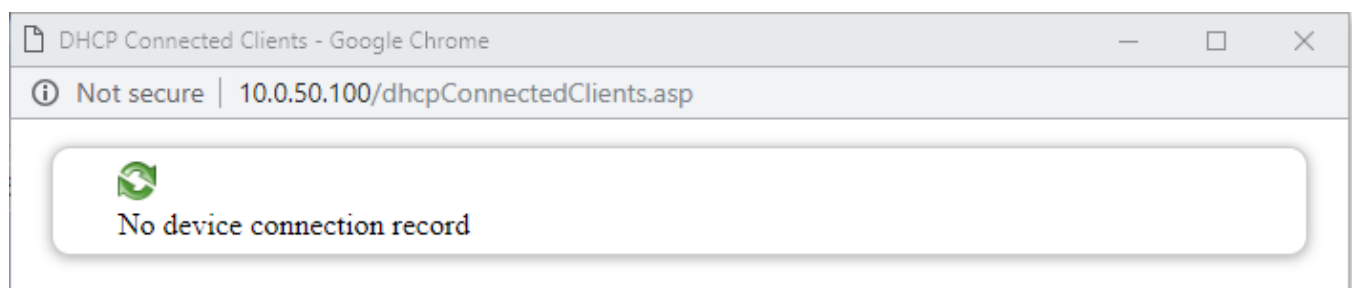 DHCP Connected Clients - Google Chrome
Not secure | 10.0.50.100/dhcpConnectedClients.asp
No device connection record